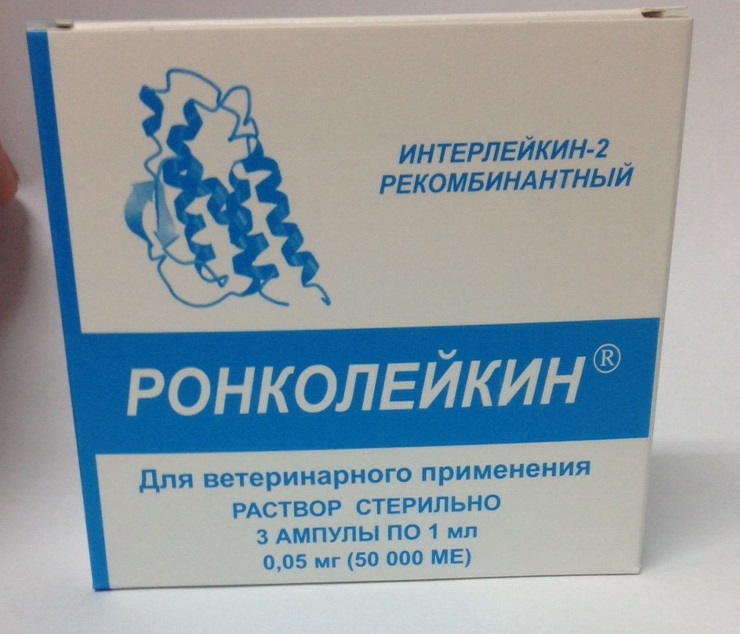 ИНТЕРЛЕЙКИН-2
РЕКОМБИНАНТНЫЙ
РОНКОЛЕЙКИН®
Для ветеринарного применения
РАСТВОР СТЕРИЛЬНО
3 АМПУЛЫ ПО 1 мл
0,05 мг (50 000 МЕ)